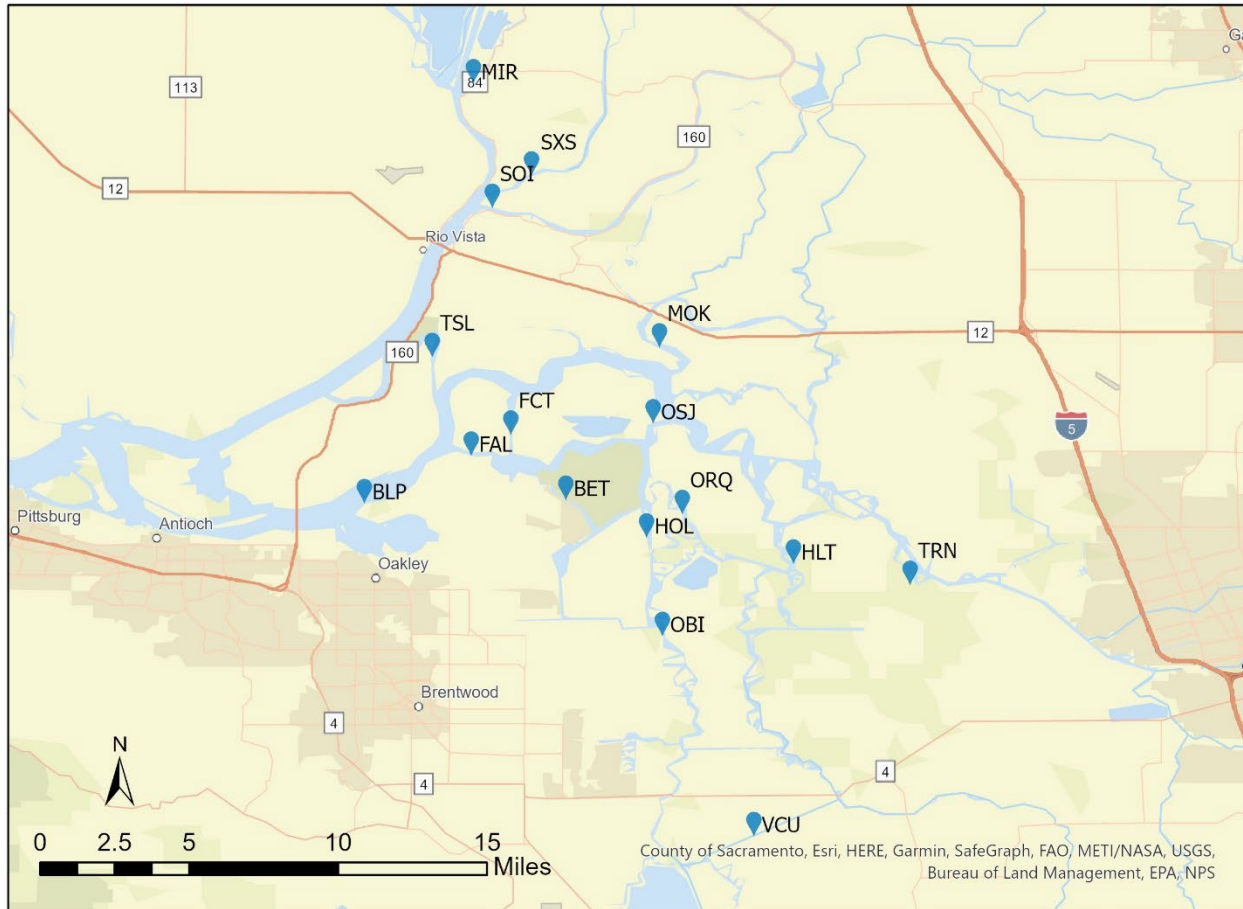 Ga
MIR
84
113
SXS
160
SOI
12
Rio Vista
MOK
TSL
12
160
FCT
OSJ
5
FAL
BET
ORQ
BLP
Pittsburg
Antioch
HOL
HLT
TRN
Oakley
OBI
Brentwood
4
N
4
4
VCU
0 2.5 5 10 15
Miles
County of Sacramento, Esri, HERE, Garmin, SafeGraph, FAO, METI/NASA, USGS,
Bureau of Land Management, EPA, NPS